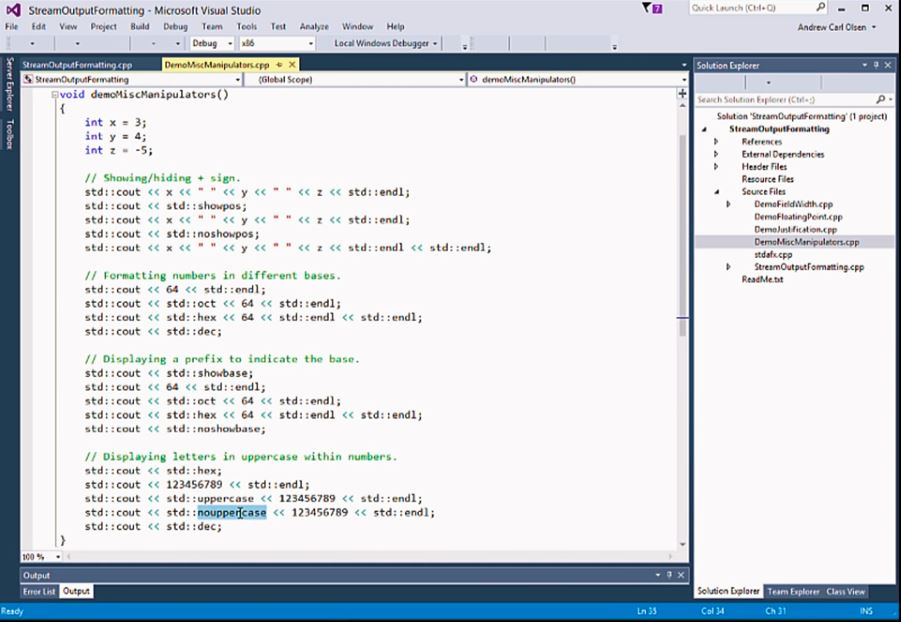 StreamOutputFormatting - Microsoft Visual Studio
7
Quick Launch (Ctrl+Q)
File Edit View Project Build Debug Team Tools Test Analyze Window Help
Andrew Carl Olsen
Debug x86 Local Windows Debugger
Server Explorer
Toolbox
StreamOutputFormatting.cpp DemoMiscManipulators.cpp
StreamOutputFormatting (Global Scope) demoMiscManipulators()
void demoMiscManipulators()
{
int x = 3;
int y = 4;
int z = -5;
// Showing/hiding + sign.
std::cout << x << " " << y << " " << z << std::endl;
std::cout << std::showpos;
std::cout << x << " " << y << " " << z << std::endl;
std::cout << std::noshowpos;
std::cout << x << " " << y << " " << z << std::endl << std::endl;
// Formatting numbers in different bases.
std::cout << 64 << std::endl;
std::cout << std::oct << 64 << std::endl;
std::cout << std::hex << 64 << std::endl << std::endl;
std::cout << std::dec;
// Displaying a prefix to indicate the base.
std::cout << std::showbase;
std::cout << 64 << std::endl;
std::cout << std::oct << 64 << std::endl;
std::cout << std::hex << 64 << std::endl << std::endl;
std::cout << std::noshowbase;
// Displaying letters in uppercase within numbers.
std::cout << std::hex;
std::cout << 123456789 << std::endl;
std::cout << std::uppercase << 123456789 << std::endl;
std::cout << std::nouppercase << 123456789 << std::endl;
std::cout << std::dec;
}
100 %
Output
Error List Output
Solution Explorer
Search Solution Explorer (Ctrl+;)
Solution 'StreamOutputFormatting' (1 project)
StreamOutputFormatting
References
External Dependencies
Header Files
Resource Files
Source Files
DemoFieldWidth.cpp
DemoFloatingPoint.cpp
DemoJustification.cpp
DemoMiscManipulators.cpp
stdafx.cpp
StreamOutputFormatting.cpp
ReadMe.txt
Solution Explorer Team Explorer Class View
Ready Ln 35 Col 34 Ch 31 INS